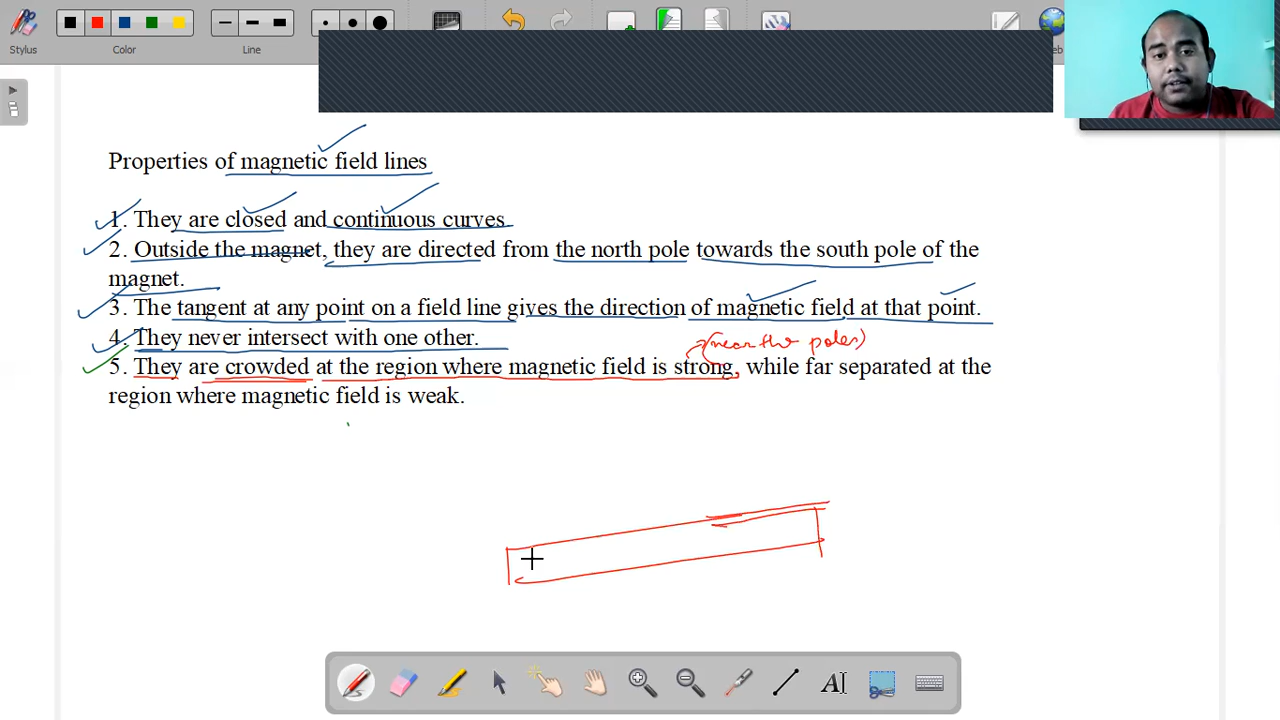 Stylus
Color
Line
Properties of magnetic field lines
1. They are closed and continuous curves
2. Outside the magnet, they are directed from the north pole towards the south pole of the
magnet.
3. The tangent at any point on a field line gives the direction of magnetic field at that point.
4. They never intersect with one other.
(near the poles)
5. They are crowded at the region where magnetic field is strong, while far separated at the
region where magnetic field is weak.